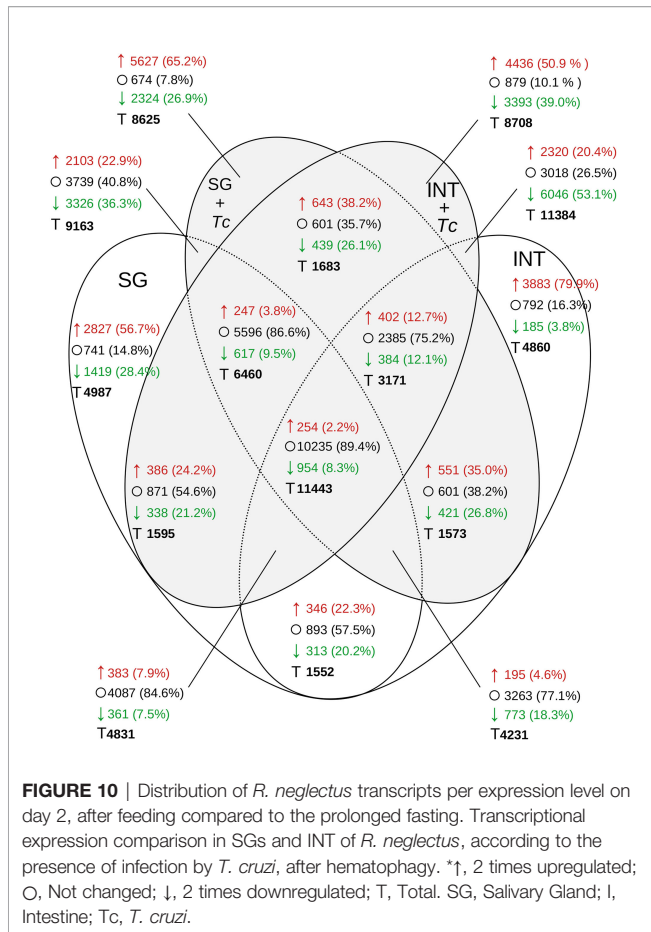 ↑ 5627 (65.2%)
○ 674 (7.8%)
↓ 2324 (26.9%)
T 8625
↑ 4436 (50.9 % )
○ 879 (10.1 % )
↓ 3393 (39.0%)
T 8708
↑ 2103 (22.9%)
○ 3739 (40.8%)
↓ 3326 (36.3%)
T 9163
↑ 2320 (20.4%)
○ 3018 (26.5%)
↓ 6046 (53.1%)
T 11384
SG
+
Tc
INT
+
Tc
↑ 643 (38.2%)
○ 601 (35.7%)
↓ 439 (26.1%)
T 1683
SG
INT
↑ 2827 (56.7%)
○ 741 (14.8%)
↓ 1419 (28.4%)
T 4987
↑ 3883 (79.9%)
○ 792 (16.3%)
↓ 185 (3.8%)
T 4860
↑ 247 (3.8%)
○ 5596 (86.6%)
↓ 617 (9.5%)
T 6460
↑ 402 (12.7%)
○ 2385 (75.2%)
↓ 384 (12.1%)
T 3171
↑ 254 (2.2%)
○10235 (89.4%)
↓ 954 (8.3%)
T 11443
↑ 386 (24.2%)
○ 871 (54.6%)
↓ 338 (21.2%)
T 1595
↑ 551 (35.0%)
○ 601 (38.2%)
↓ 421 (26.8%)
T 1573
↑ 346 (22.3%)
○ 893 (57.5%)
↓ 313 (20.2%)
T 1552
↑ 383 (7.9%)
○4087 (84.6%)
↓ 361 (7.5%)
T4831
↑ 195 (4.6%)
○ 3263 (77.1%)
↓ 773 (18.3%)
T4231
FIGURE 10 | Distribution of R. neglectus transcripts per expression level on
day 2, after feeding compared to the prolonged fasting. Transcriptional
expression comparison in SGs and INT of R. neglectus, according to the
presence of infection by T. cruzi, after hematophagy. *↑, 2 times upregulated;
○, Not changed; ↓, 2 times downregulated; T, Total. SG, Salivary Gland; I,
Intestine; Tc, T. cruzi.